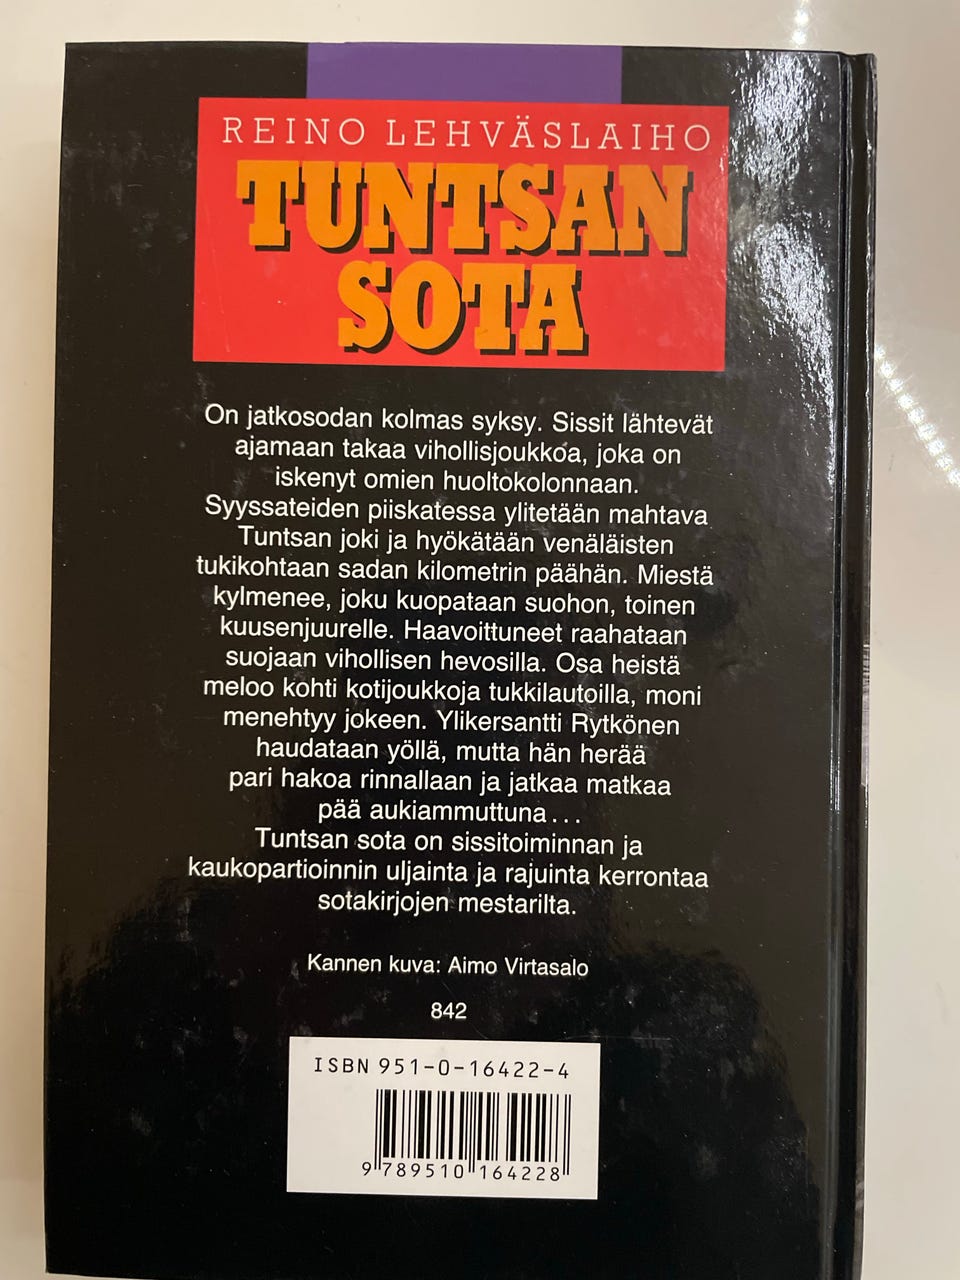 REINO LEHVÄSLAIHO
TUNTSAN
SOTA
On jatkosodan kolmas syksy. Sissit lähtevät
ajamaan takaa vihollisjoukkoa, joka on
iskenyt omien huoltokolonnaan.
Syyssateiden piiskatessa ylitetään mahtava
Tuntsan joki ja hyökätään venäläisten
tukikohtaan sadan kilometrin päähän. Miestä
kylmenee, joku kuopataan suohon, toinen
kuusenjuurelle. Haavoittuneet raahataan
suojaan vihollisen hevosilla. Osa heistä
meloo kohti kotijoukkoja tukkilautoilla, moni
menehtyy jokeen. Ylikersantti Rytkönen
haudataan yöllä, mutta hän herää
pari hakoa rinnallaan ja jatkaa matkaa
pää aukiammuttuna...
Tuntsan sota on sissitoiminnan ja
kaukopartioinnin uljainta ja rajuinta kerrontaa
sotakirjojen mestarilta.
Kannen kuva: Aimo Virtasalo
842
ISBN 951-0-16422-4
9 789510 164228